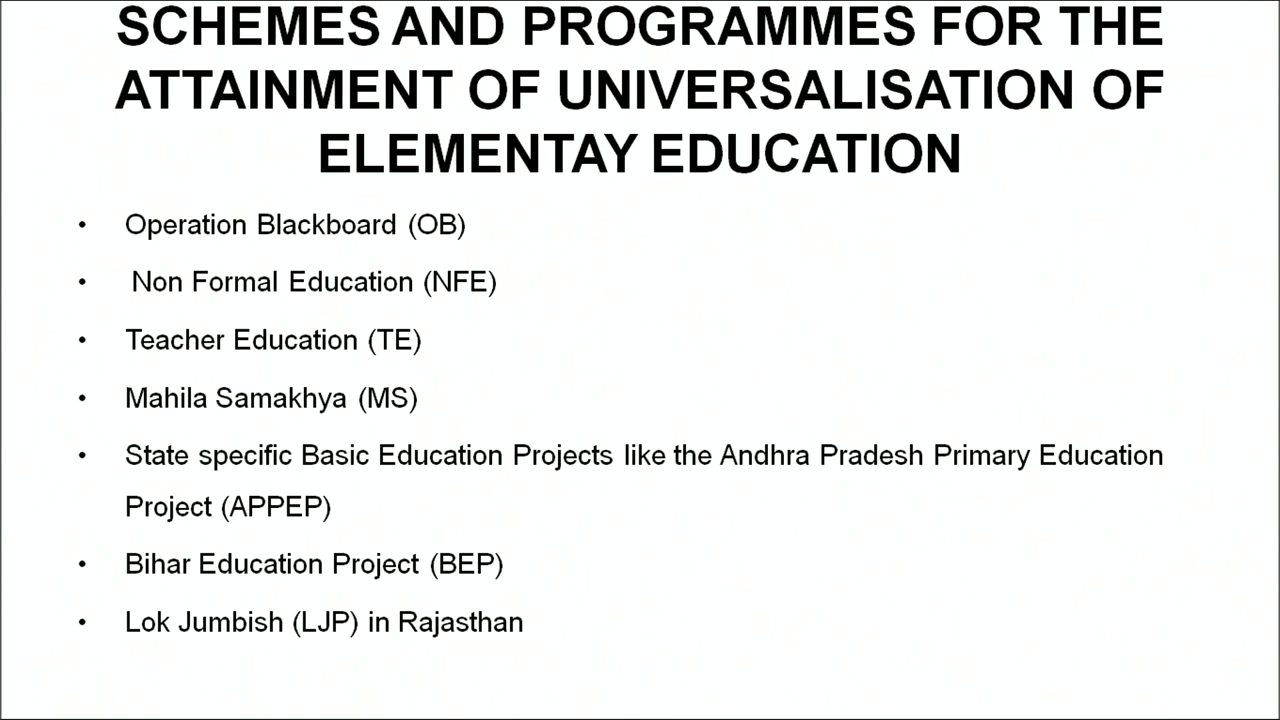 SCHEMES AND PROGRAMMES FOR THE
ATTAINMENT OF UNIVERSALISATION OF
ELEMENTAY EDUCATION
• Operation Blackboard (OB)
• Non Formal Education (NFE)
• Teacher Education (TE)
• Mahila Samakhya (MS)
• State specific Basic Education Projects like the Andhra Pradesh Primary Education
Project (APPEP)
• Bihar Education Project (BEP)
• Lok Jumbish (LJP) in Rajasthan